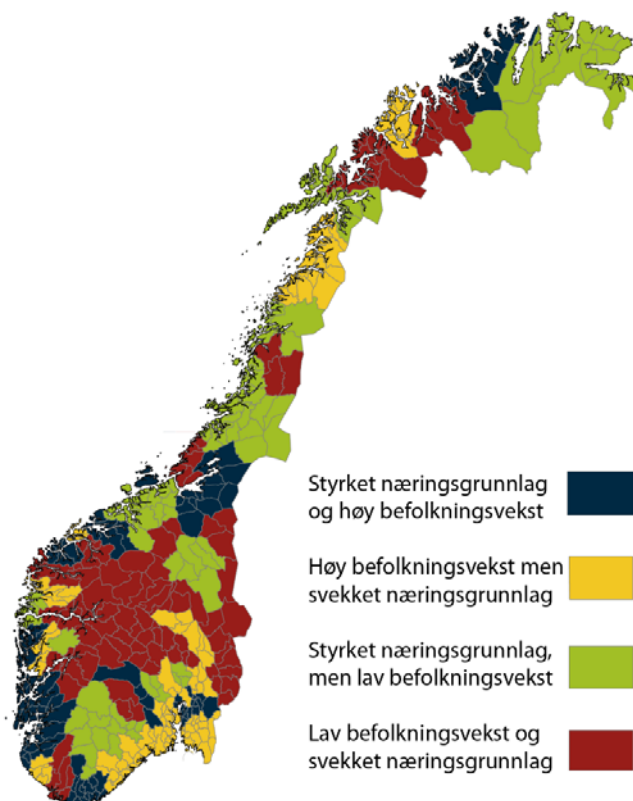 Styrket næringsgrunnlag
og høy befolkningsvekst
Høy befolkningsvekst men
svekket næringsgrunnlag
Styrket næringsgrunnlag,
men lav befolkningsvekst
Lav befolkningsvekst og
svekket næringsgrunnlag